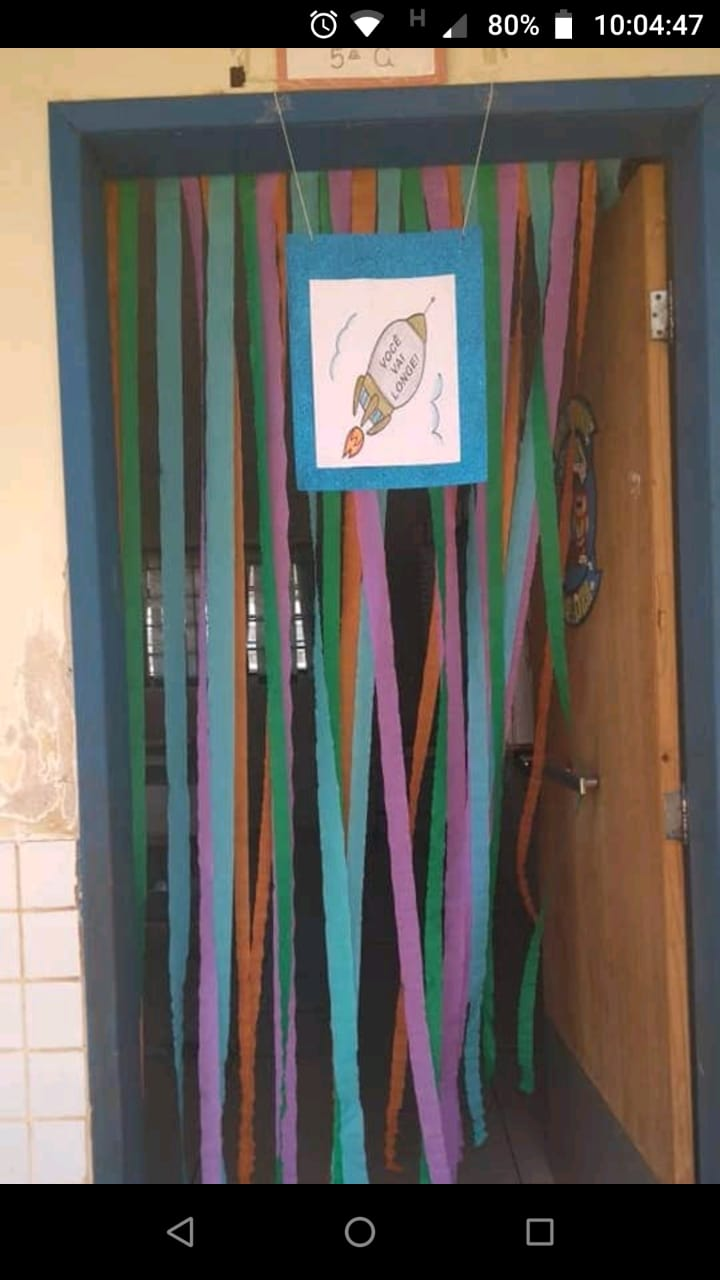 H 80% 10:04:47
5ª a
VOCÊ
VAI
LONGE!